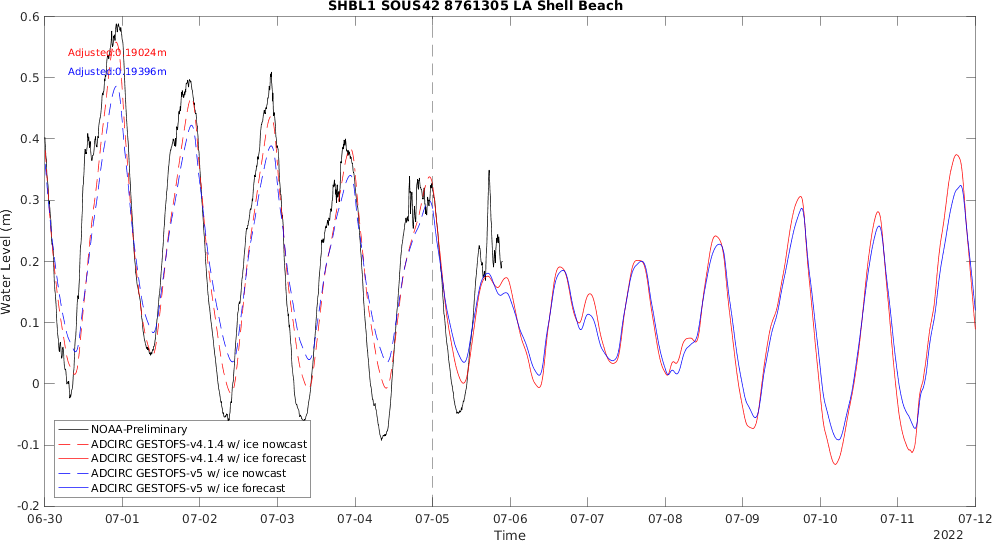 SHBL1 SOUS42 8761305 LA Shell Beach
0.6
0.5
0.4
0.3
0.2
0.1
0
-0.1
-0.2
Water Level (m)
Adjusted:0.19024m
Adjusted:0.19396m
NOAA-Preliminary
ADCIRC GESTOFS-v4.1.4 w/ ice nowcast
ADCIRC GESTOFS-v4.1.4 w/ ice forecast
ADCIRC GESTOFS-v5 w/ ice nowcast
ADCIRC GESTOFS-v5 w/ ice forecast
06-30 07-01 07-02 07-03 07-04 07-05 07-06 07-07 07-08 07-09 07-10 07-11 07-12
Time
2022